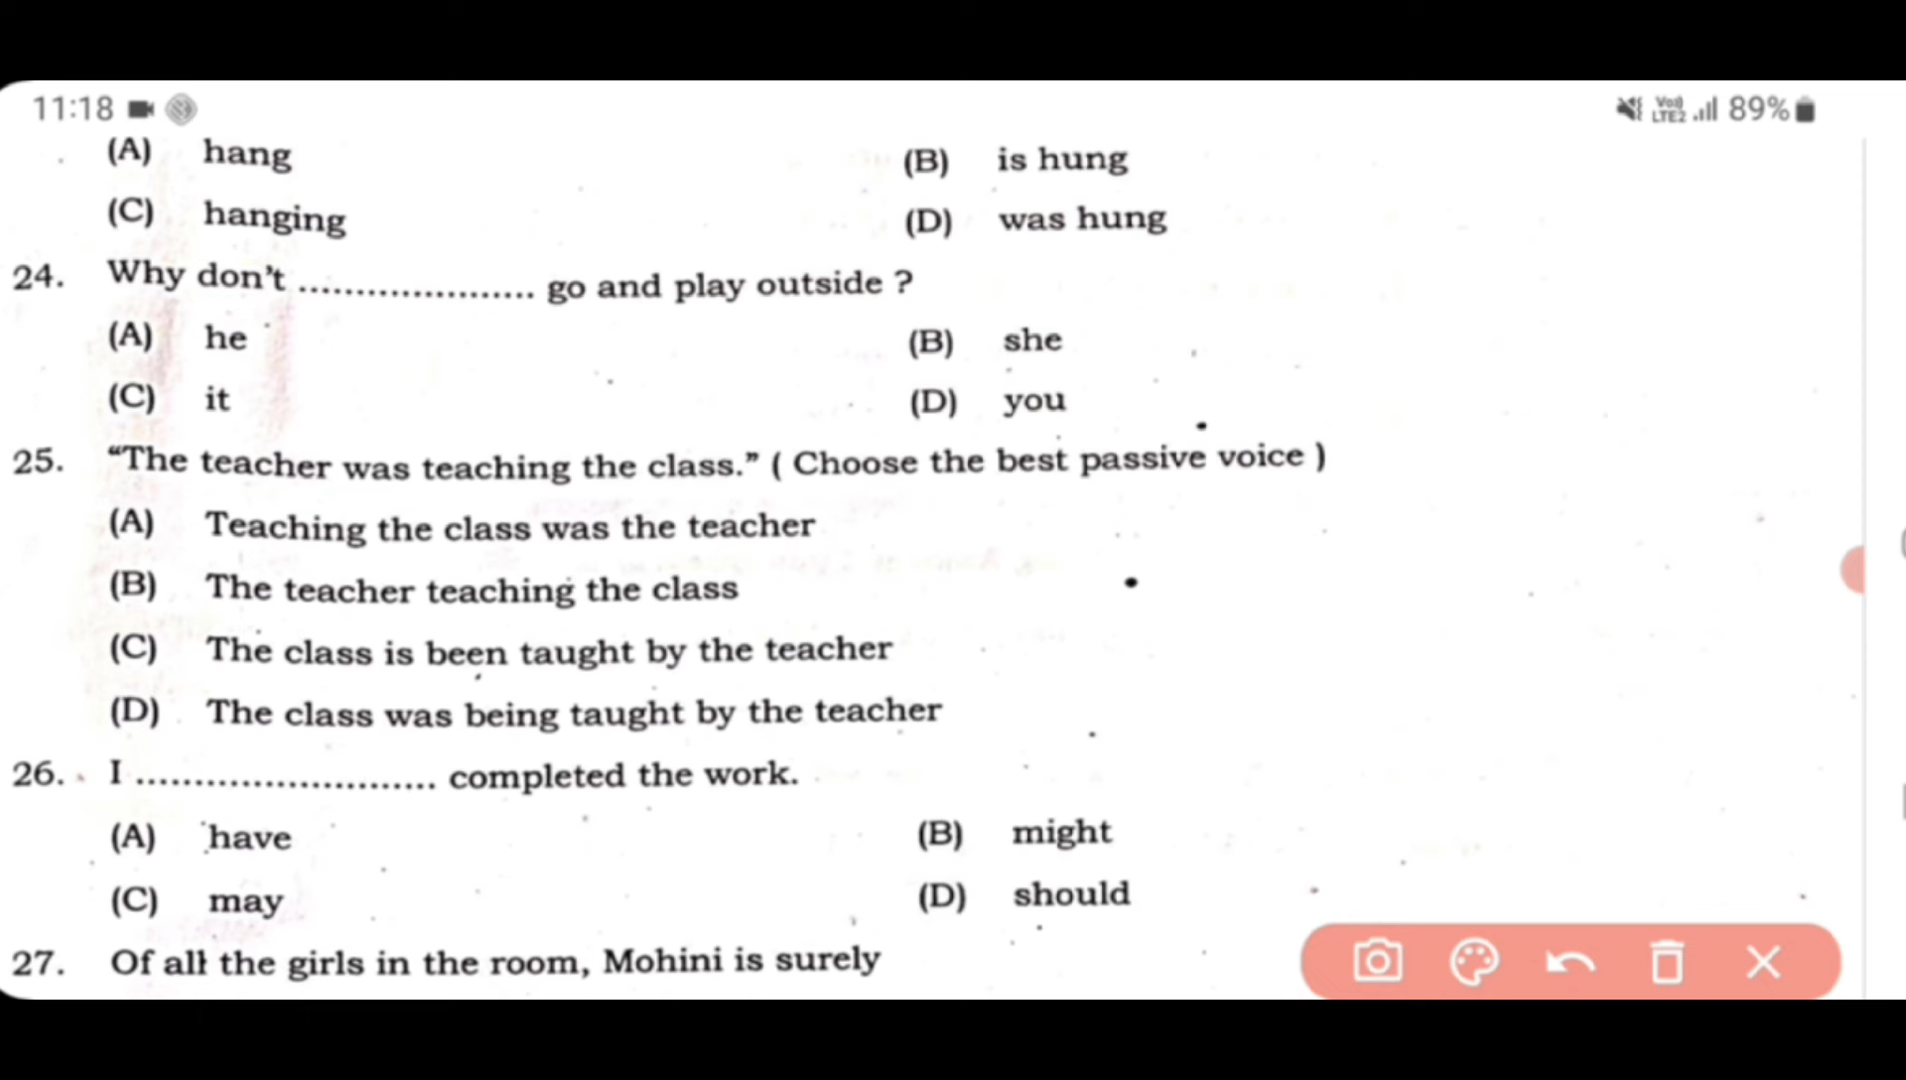 11:18 Vo) LTE2 89%
(A) hang (B) is hung
(C) hanging (D) was hung
24. Why don't ..................... go and play outside ?
(A) he (B) she
(C) it (D) you
25. “The teacher was teaching the class.” ( Choose the best passive voice )
(A) Teaching the class was the teacher
(B) The teacher teaching the class
(C) The class is been taught by the teacher
(D) The class was being taught by the teacher
26. I .......................... completed the work.
(A) have (B) might
(C) may (D) should
27. Of all the girls in the room, Mohini is surely